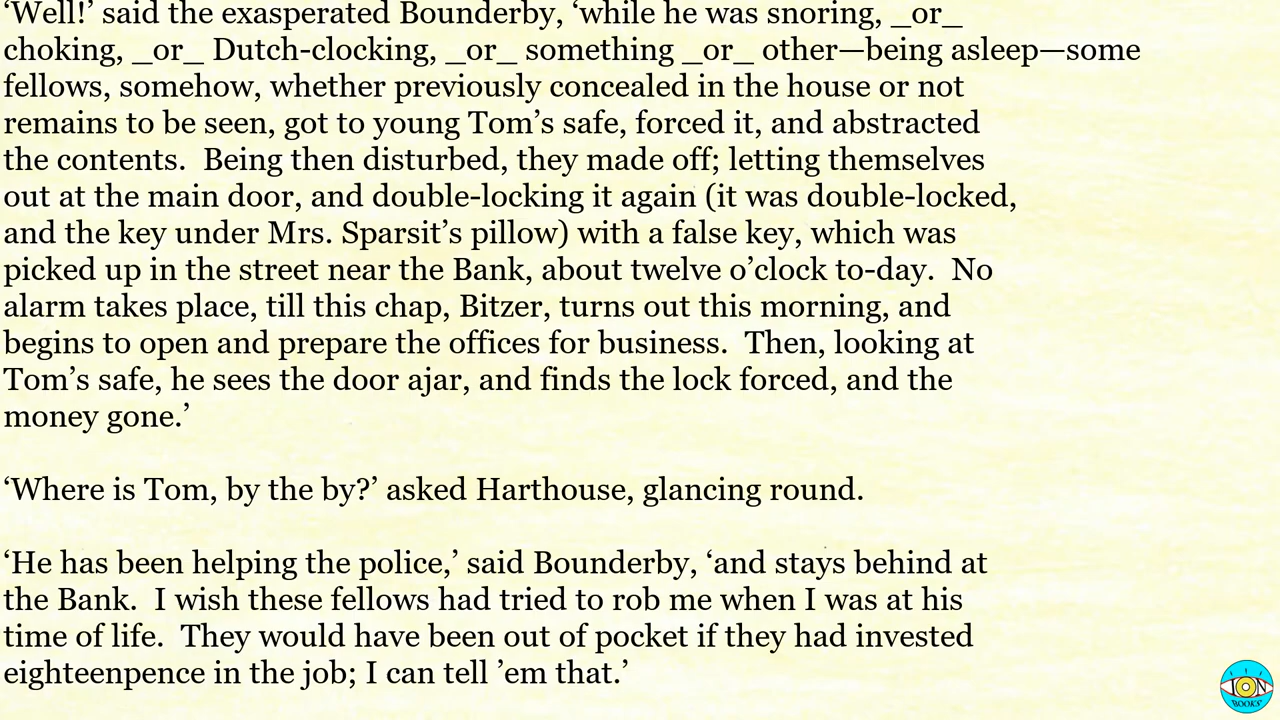 ‘Well!’ said the exasperated Bounderby, ‘while he was snoring, _or_
choking, _or_ Dutch-clocking, _or_ something _or_ other—being asleep—some
fellows, somehow, whether previously concealed in the house or not
remains to be seen, got to young Tom’s safe, forced it, and abstracted
the contents.  Being then disturbed, they made off; letting themselves
out at the main door, and double-locking it again (it was double-locked,
and the key under Mrs. Sparsit’s pillow) with a false key, which was
picked up in the street near the Bank, about twelve o’clock to-day.  No
alarm takes place, till this chap, Bitzer, turns out this morning, and
begins to open and prepare the offices for business.  Then, looking at
Tom’s safe, he sees the door ajar, and finds the lock forced, and the
money gone.’

‘Where is Tom, by the by?’ asked Harthouse, glancing round.

‘He has been helping the police,’ said Bounderby, ‘and stays behind at
the Bank.  I wish these fellows had tried to rob me when I was at his
time of life.  They would have been out of pocket if they had invested
eighteenpence in the job; I can tell ’em that.’
ION
BOOKS